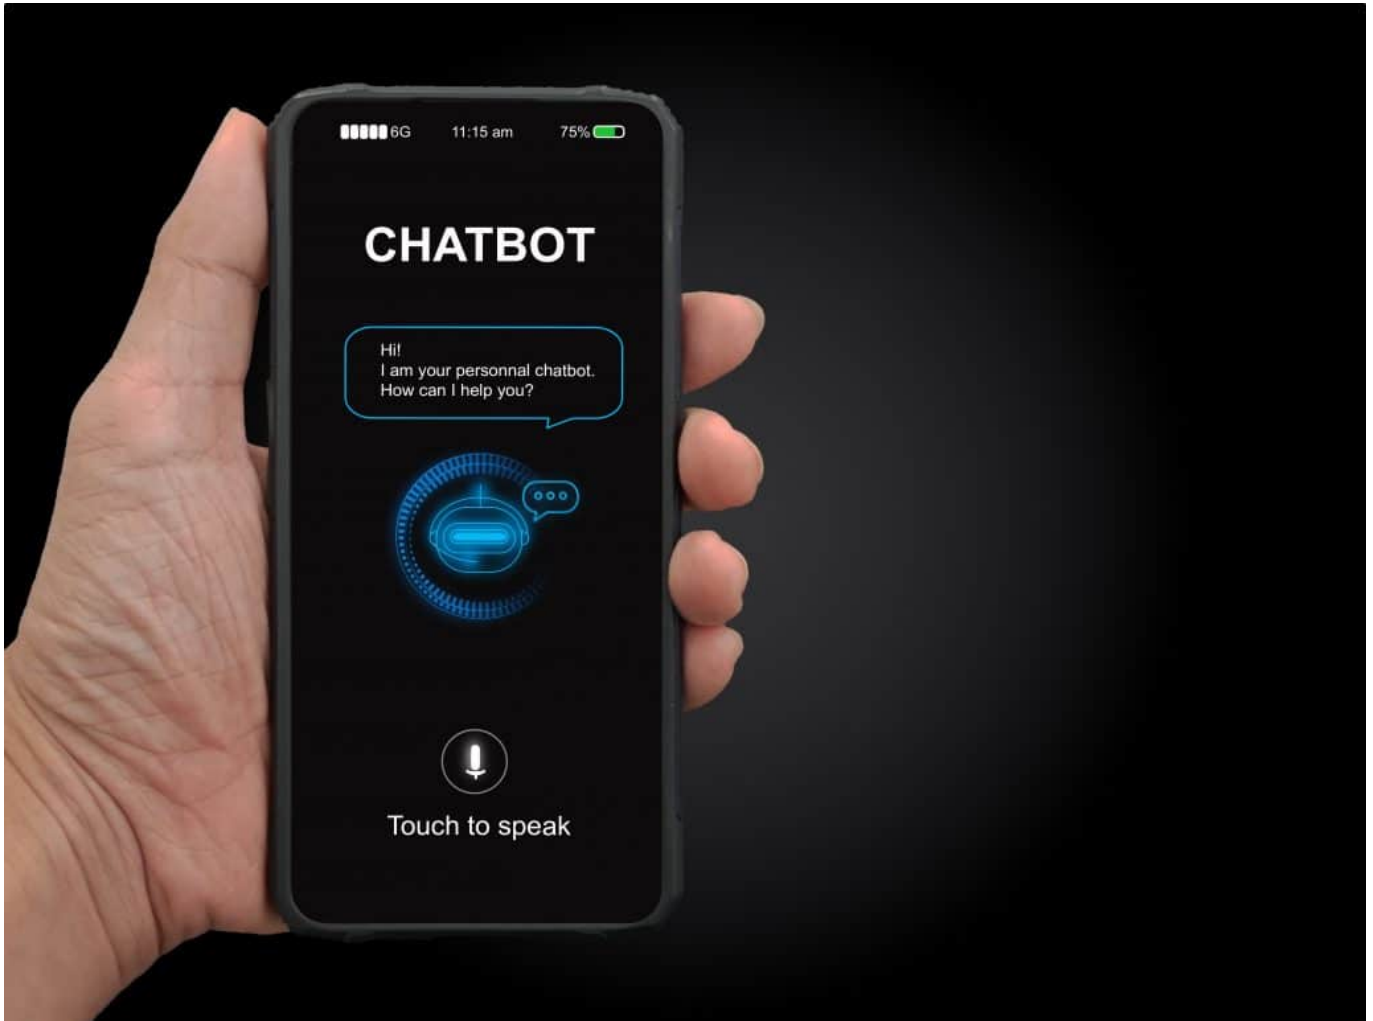 6G 11:15 am 75%
CHATBOT
Hi!
I am your personnal chatbot.
How can I help you?
Touch to speak